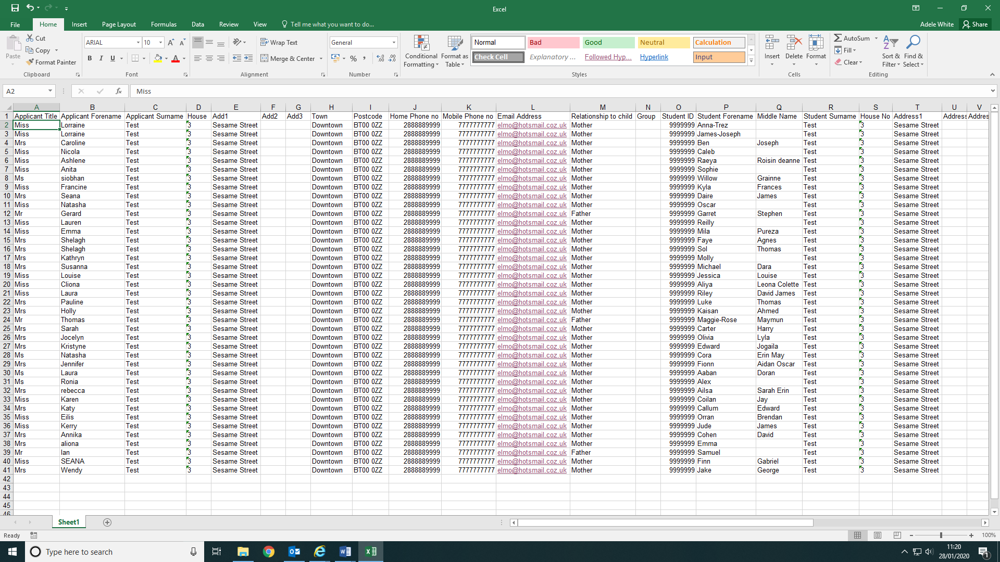 Excel
File Home Insert Page Layout Formulas Data Review View Tell me what you want to do... Adele White Share
Paste Cut Copy Format Painter Clipboard
ARIAL 10 B I U A Font
Wrap Text Merge & Center Alignment
General % Number
Conditional Formatting Format as Table
Normal Bad Good Neutral Calculation
Check Cell Explanatory ... Followed Hyp... Hyperlink Input
Styles
Insert Delete Format Cells
AutoSum Fill Clear Sort & Filter Find & Select Editing
A2 fx Miss
A B C D E F G H I J K L M N O P Q R S T U V
1 Applicant Title Applicant Forename Applicant Surname House Add1 Add2 Add3 Town Postcode Home Phone no Mobile Phone no Email Address Relationship to child Group Student ID Student Forename Middle Name Student Surname House No Address1 Address Addres
2 Miss Lorraine Test 3 Sesame Street Downtown BT00 0ZZ 2888889999 7777777777 elmo@hotsmail.coz.uk Mother 9999999 Anna-Trez Test 3 Sesame Street
3 Miss Lorraine Test 3 Sesame Street Downtown BT00 0ZZ 2888889999 7777777777 elmo@hotsmail.coz.uk Mother 9999999 James-Joseph Test 3 Sesame Street
4 Mrs Caroline Test 3 Sesame Street Downtown BT00 0ZZ 2888889999 7777777777 elmo@hotsmail.coz.uk Mother 9999999 Ben Joseph Test 3 Sesame Street
5 Miss Nicola Test 3 Sesame Street Downtown BT00 0ZZ 2888889999 7777777777 elmo@hotsmail.coz.uk Mother 9999999 Caleb Test 3 Sesame Street
6 Miss Ashlene Test 3 Sesame Street Downtown BT00 0ZZ 2888889999 7777777777 elmo@hotsmail.coz.uk Mother 9999999 Raeya Roisin deanne Test 3 Sesame Street
7 Miss Anita Test 3 Sesame Street Downtown BT00 0ZZ 2888889999 7777777777 elmo@hotsmail.coz.uk Mother 9999999 Sophie Test 3 Sesame Street
8 Ms siobhan Test 3 Sesame Street Downtown BT00 0ZZ 2888889999 7777777777 elmo@hotsmail.coz.uk Mother 9999999 Willow Grainne Test 3 Sesame Street
9 Miss Francine Test 3 Sesame Street Downtown BT00 0ZZ 2888889999 7777777777 elmo@hotsmail.coz.uk Mother 9999999 Kyla Frances Test 3 Sesame Street
10 Mrs Seana Test 3 Sesame Street Downtown BT00 0ZZ 2888889999 7777777777 elmo@hotsmail.coz.uk Mother 9999999 Daire James Test 3 Sesame Street
11 Miss Natasha Test 3 Sesame Street Downtown BT00 0ZZ 2888889999 7777777777 elmo@hotsmail.coz.uk Mother 9999999 Oscar Test 3 Sesame Street
12 Mr Gerard Test 3 Sesame Street Downtown BT00 0ZZ 2888889999 7777777777 elmo@hotsmail.coz.uk Father 9999999 Garret Stephen Test 3 Sesame Street
13 Miss Lauren Test 3 Sesame Street Downtown BT00 0ZZ 2888889999 7777777777 elmo@hotsmail.coz.uk Mother 9999999 Reilly Test 3 Sesame Street
14 Miss Emma Test 3 Sesame Street Downtown BT00 0ZZ 2888889999 7777777777 elmo@hotsmail.coz.uk Mother 9999999 Mila Pureza Test 3 Sesame Street
15 Mrs Shelagh Test 3 Sesame Street Downtown BT00 0ZZ 2888889999 7777777777 elmo@hotsmail.coz.uk Mother 9999999 Faye Agnes Test 3 Sesame Street
16 Mrs Shelagh Test 3 Sesame Street Downtown BT00 0ZZ 2888889999 7777777777 elmo@hotsmail.coz.uk Mother 9999999 Sol Thomas Test 3 Sesame Street
17 Mrs Kathryn Test 3 Sesame Street Downtown BT00 0ZZ 2888889999 7777777777 elmo@hotsmail.coz.uk Mother 9999999 Molly Test 3 Sesame Street
18 Mrs Susanna Test 3 Sesame Street Downtown BT00 0ZZ 2888889999 7777777777 elmo@hotsmail.coz.uk Mother 9999999 Michael Dara Test 3 Sesame Street
19 Miss Louise Test 3 Sesame Street Downtown BT00 0ZZ 2888889999 7777777777 elmo@hotsmail.coz.uk Mother 9999999 Jessica Louise Test 3 Sesame Street
20 Miss Cliona Test 3 Sesame Street Downtown BT00 0ZZ 2888889999 7777777777 elmo@hotsmail.coz.uk Mother 9999999 Aliya Leona Colette Test 3 Sesame Street
21 Miss Laura Test 3 Sesame Street Downtown BT00 0ZZ 2888889999 7777777777 elmo@hotsmail.coz.uk Mother 9999999 Riley David James Test 3 Sesame Street
22 Mrs Pauline Test 3 Sesame Street Downtown BT00 0ZZ 2888889999 7777777777 elmo@hotsmail.coz.uk Mother 9999999 Luke Thomas Test 3 Sesame Street
23 Mrs Holly Test 3 Sesame Street Downtown BT00 0ZZ 2888889999 7777777777 elmo@hotsmail.coz.uk Mother 9999999 Kaisan Ahmed Test 3 Sesame Street
24 Mr Thomas Test 3 Sesame Street Downtown BT00 0ZZ 2888889999 7777777777 elmo@hotsmail.coz.uk Father 9999999 Maggie-Rose Maymun Test 3 Sesame Street
25 Mrs Sarah Test 3 Sesame Street Downtown BT00 0ZZ 2888889999 7777777777 elmo@hotsmail.coz.uk Mother 9999999 Carter Harry Test 3 Sesame Street
26 Mrs Jocelyn Test 3 Sesame Street Downtown BT00 0ZZ 2888889999 7777777777 elmo@hotsmail.coz.uk Mother 9999999 Olivia Lyla Test 3 Sesame Street
27 Mrs Kristyne Test 3 Sesame Street Downtown BT00 0ZZ 2888889999 7777777777 elmo@hotsmail.coz.uk Mother 9999999 Edward Jogaila Test 3 Sesame Street
28 Ms Natasha Test 3 Sesame Street Downtown BT00 0ZZ 2888889999 7777777777 elmo@hotsmail.coz.uk Mother 9999999 Cora Erin May Test 3 Sesame Street
29 Mrs Jennifer Test 3 Sesame Street Downtown BT00 0ZZ 2888889999 7777777777 elmo@hotsmail.coz.uk Mother 9999999 Fionn Aidan Oscar Test 3 Sesame Street
30 Ms Laura Test 3 Sesame Street Downtown BT00 0ZZ 2888889999 7777777777 elmo@hotsmail.coz.uk Mother 9999999 Aaban Doran Test 3 Sesame Street
31 Ms Ronia Test 3 Sesame Street Downtown BT00 0ZZ 2888889999 7777777777 elmo@hotsmail.coz.uk Mother 9999999 Alex Test 3 Sesame Street
32 Mrs rebecca Test 3 Sesame Street Downtown BT00 0ZZ 2888889999 7777777777 elmo@hotsmail.coz.uk Mother 9999999 Ailsa Sarah Erin Test 3 Sesame Street
33 Miss Karen Test 3 Sesame Street Downtown BT00 0ZZ 2888889999 7777777777 elmo@hotsmail.coz.uk Mother 9999999 Coilan Jay Test 3 Sesame Street
34 Mrs Katy Test 3 Sesame Street Downtown BT00 0ZZ 2888889999 7777777777 elmo@hotsmail.coz.uk Mother 9999999 Callum Edward Test 3 Sesame Street
35 Miss Eilis Test 3 Sesame Street Downtown BT00 0ZZ 2888889999 7777777777 elmo@hotsmail.coz.uk Mother 9999999 Orran Brendan Test 3 Sesame Street
36 Miss Kerry Test 3 Sesame Street Downtown BT00 0ZZ 2888889999 7777777777 elmo@hotsmail.coz.uk Mother 9999999 Jude James Test 3 Sesame Street
37 Mrs Annika Test 3 Sesame Street Downtown BT00 0ZZ 2888889999 7777777777 elmo@hotsmail.coz.uk Mother 9999999 Cohen David Test 3 Sesame Street
38 Mrs aliona Test 3 Sesame Street Downtown BT00 0ZZ 2888889999 7777777777 elmo@hotsmail.coz.uk Mother 9999999 Emma Test 3 Sesame Street
39 Mr Ian Test 3 Sesame Street Downtown BT00 0ZZ 2888889999 7777777777 elmo@hotsmail.coz.uk Father 9999999 Samuel Test 3 Sesame Street
40 Miss SEANA Test 3 Sesame Street Downtown BT00 0ZZ 2888889999 7777777777 elmo@hotsmail.coz.uk Mother 9999999 Finn Gabriel Test 3 Sesame Street
41 Mrs Wendy Test 3 Sesame Street Downtown BT00 0ZZ 2888889999 7777777777 elmo@hotsmail.coz.uk Mother 9999999 Jake George Test 3 Sesame Street
42
43
44
45
46
Sheet1
Ready 100%
Type here to search
11:20
28/01/2020
1